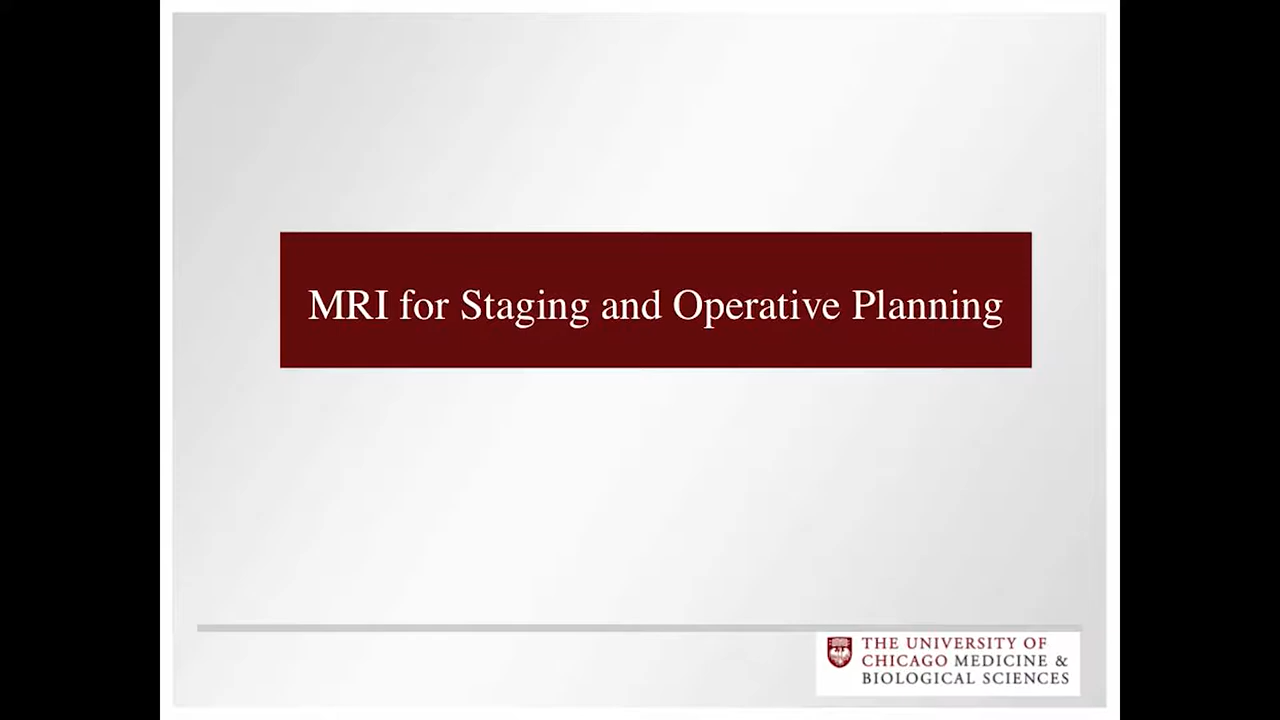 MRI for Staging and Operative Planning
THE UNIVERSITY OF
CHICAGO MEDICINE &
BIOLOGICAL SCIENCES